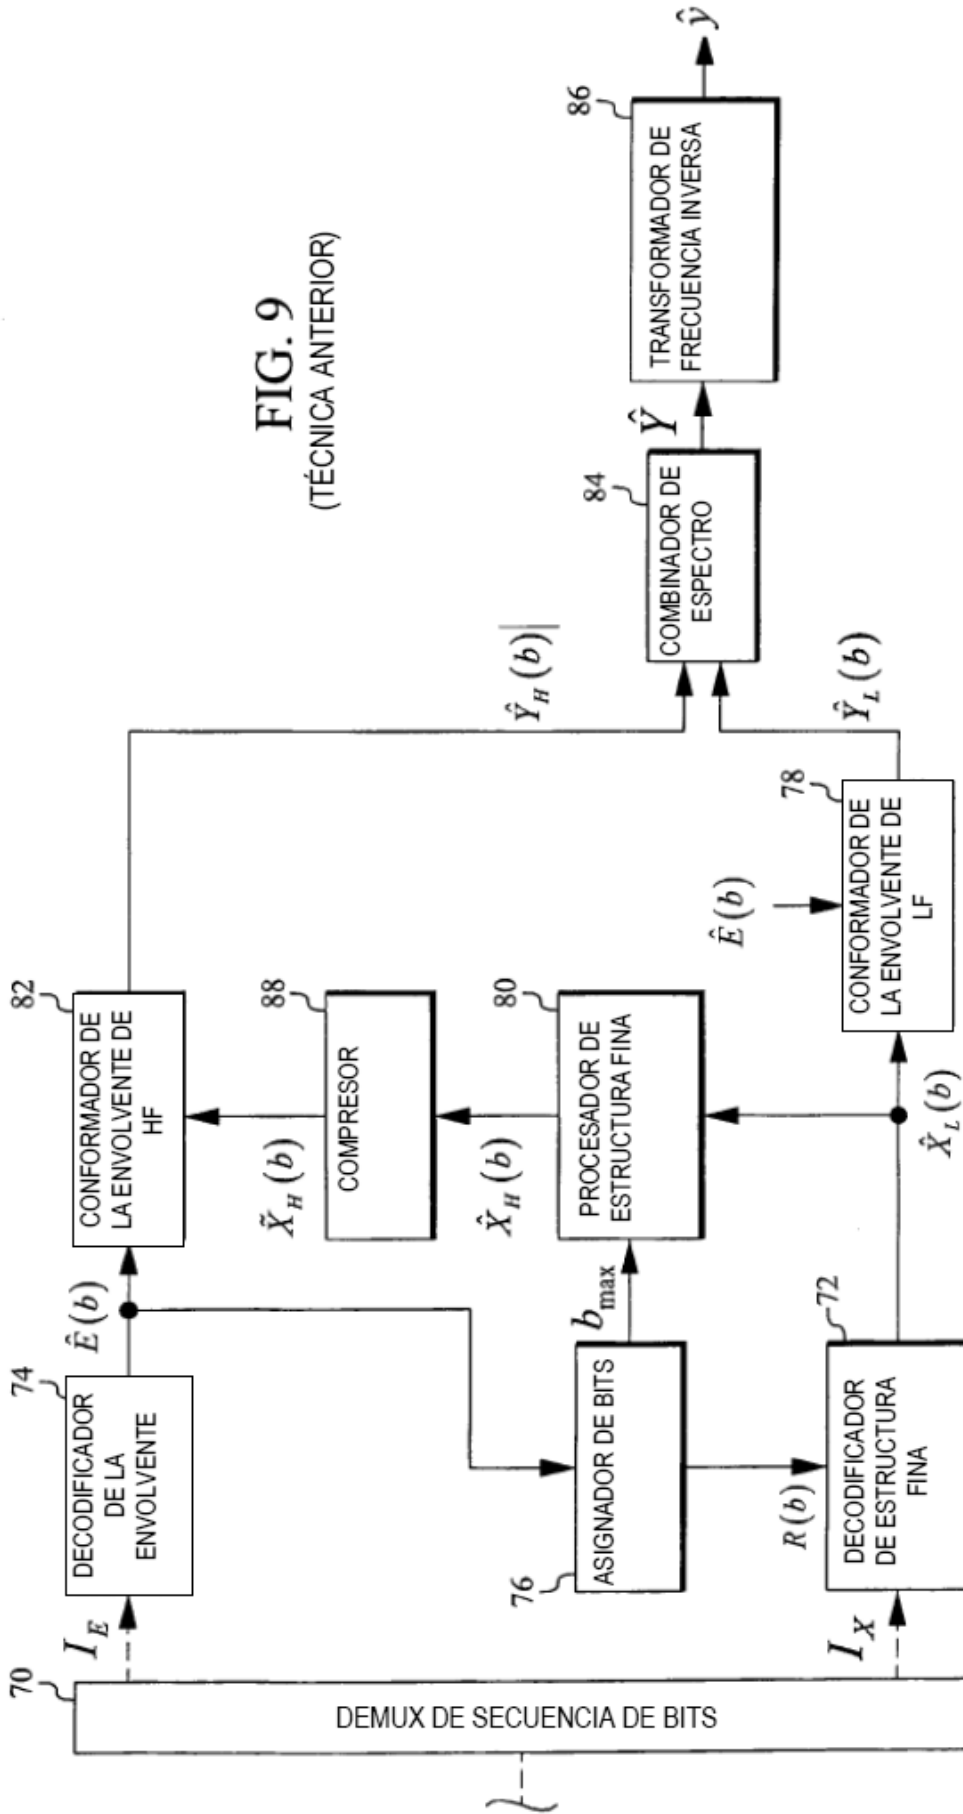 FIG. 9
(TÉCNICA ANTERIOR)
70
DEMUX DE SECUENCIA DE BITS
I_E
74
DECODIFICADOR
DE LA
ENVOLVENTE
Ê(b)
82
CONFORMADOR DE
LA ENVOLVENTE DE
HF
X̃_H(b)
88
COMPRESOR
X̂_H(b)
80
PROCESADOR DE
ESTRUCTURA FINA
b_max
76
ASIGNADOR DE BITS
R(b)
I_X
72
DECODIFICADOR
DE ESTRUCTURA
FINA
X̂_L(b)
Ê(b)
78
CONFORMADOR DE
LA ENVOLVENTE DE
LF
Ŷ_H(b)
Ŷ_L(b)
84
COMBINADOR DE
ESPECTRO
Ŷ
86
TRANSFORMADOR DE
FRECUENCIA INVERSA
ŷ